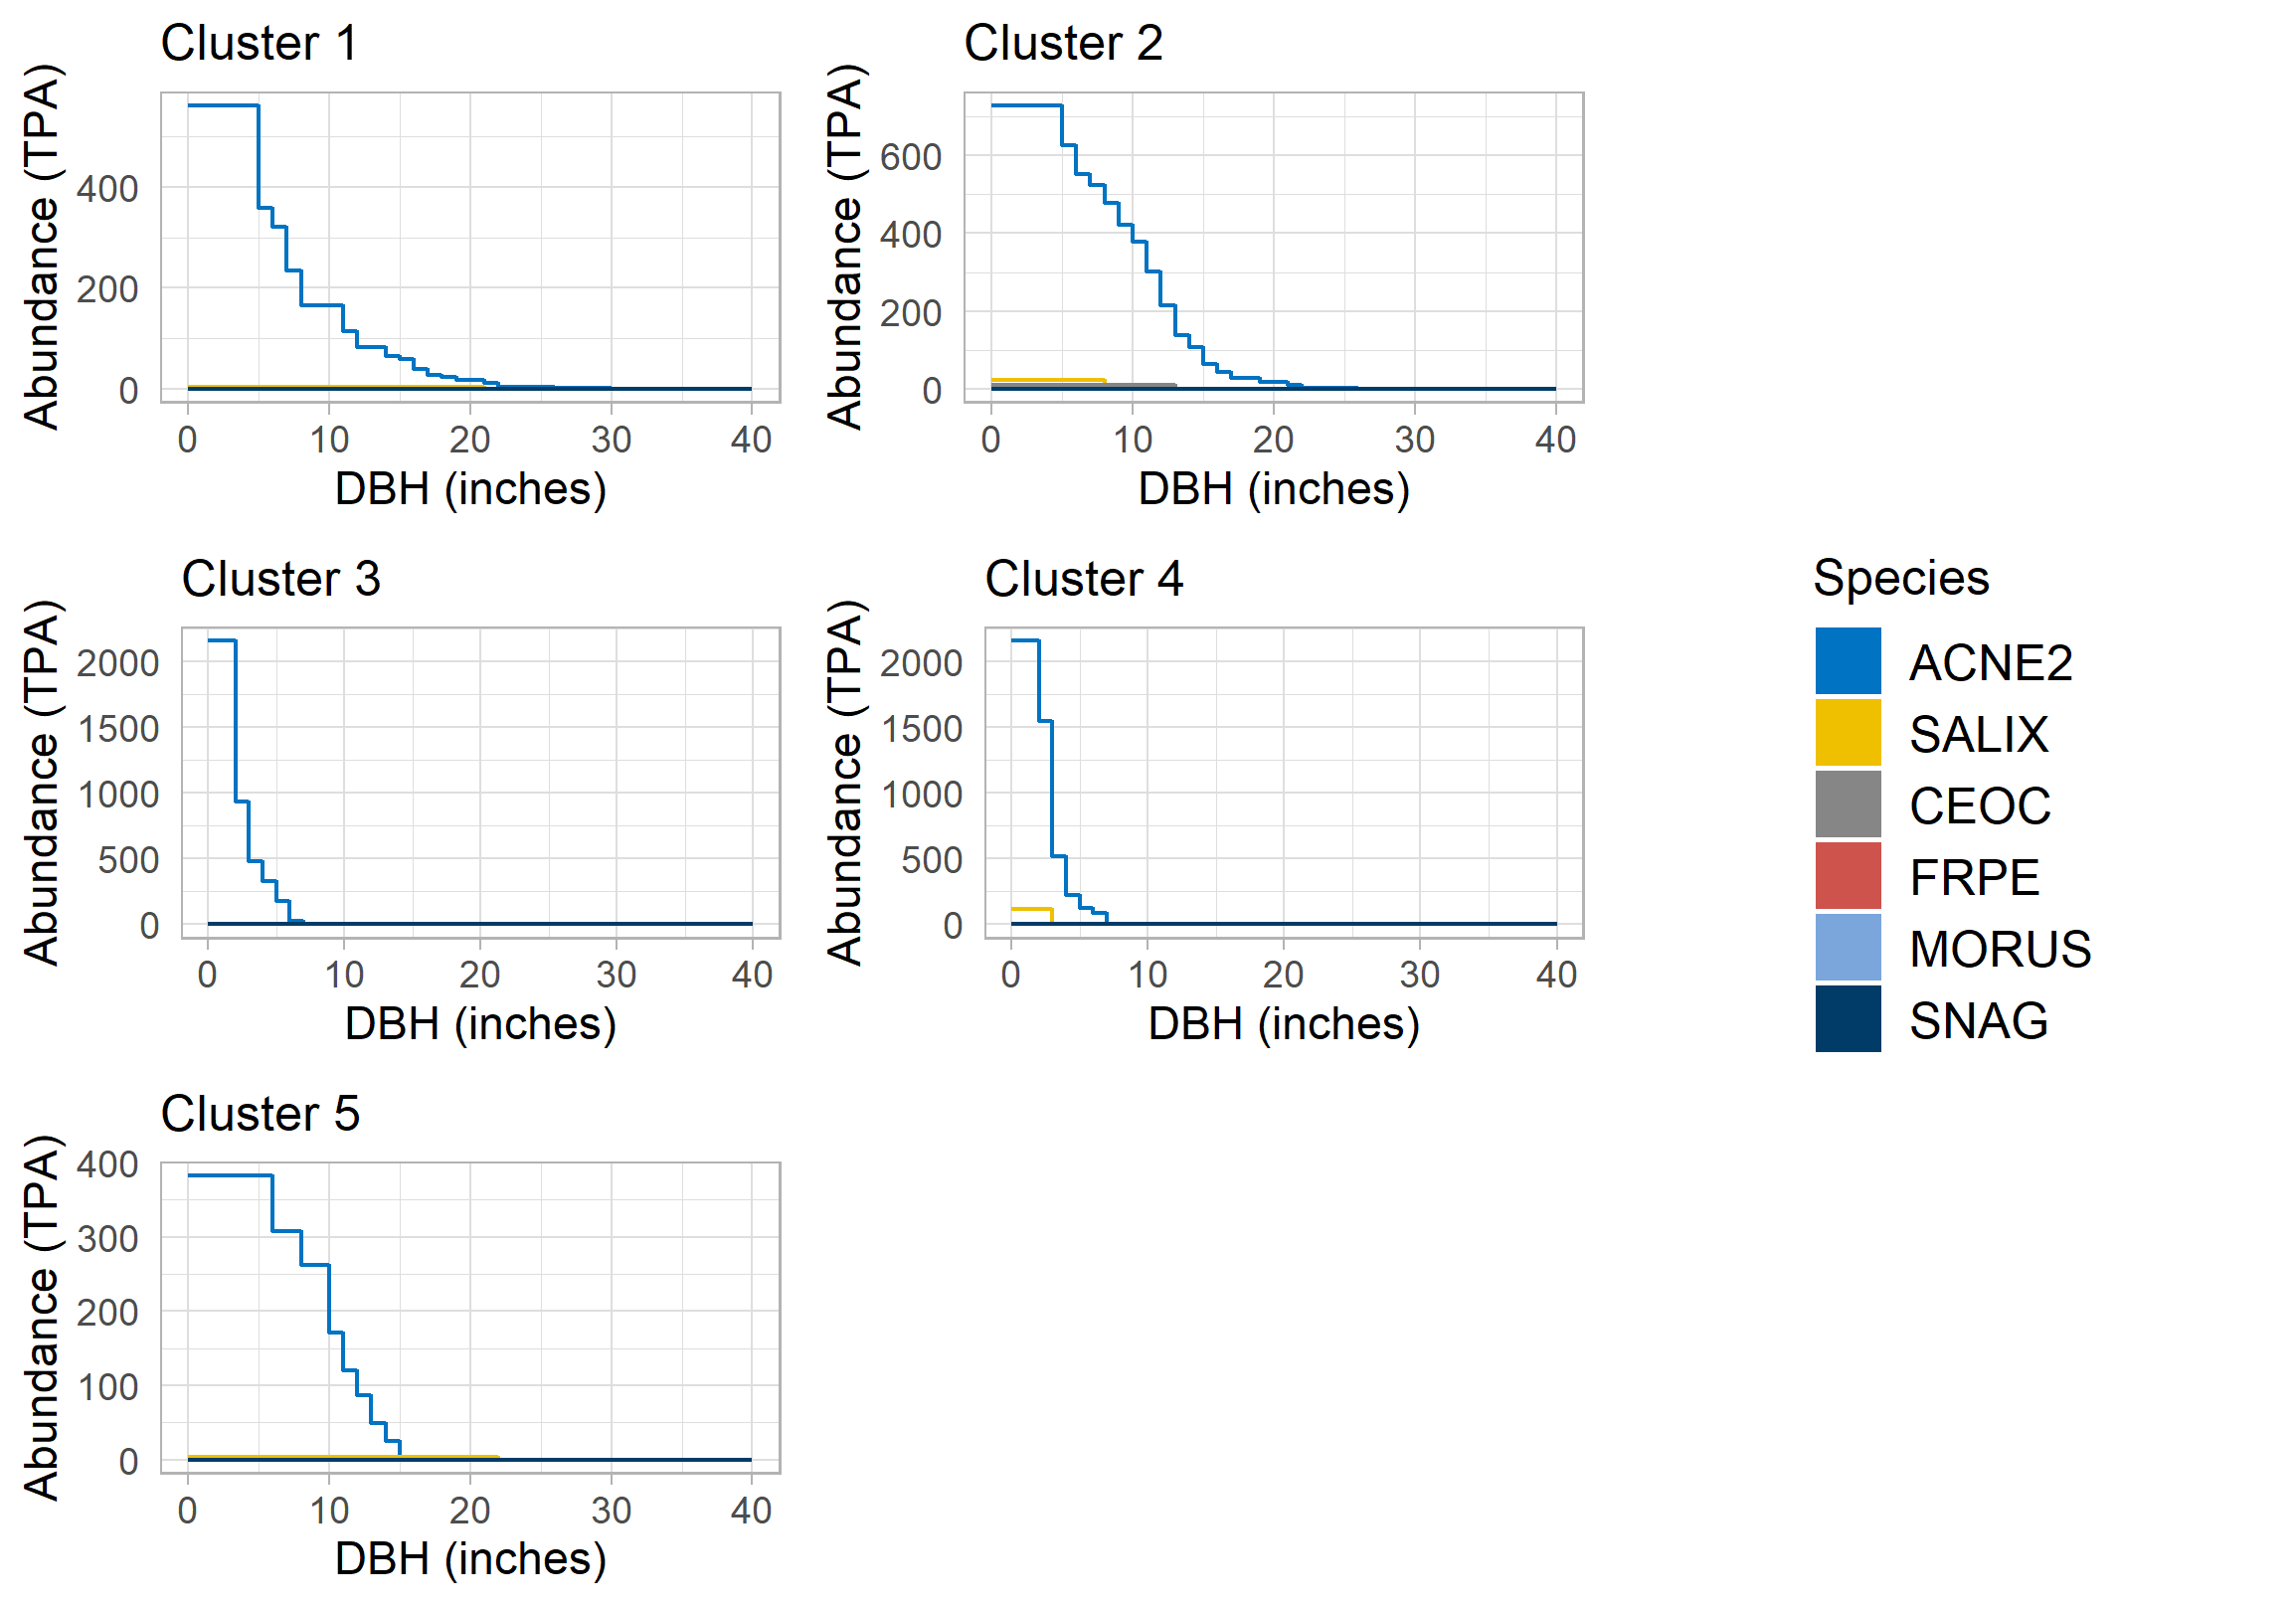 Cluster 1
Abundance (TPA)
400
200
0
0 10 20 30 40
DBH (inches)
Cluster 2
Abundance (TPA)
600
400
200
0
0 10 20 30 40
DBH (inches)
Cluster 3
Abundance (TPA)
2000
1500
1000
500
0
0 10 20 30 40
DBH (inches)
Cluster 4
Abundance (TPA)
2000
1500
1000
500
0
0 10 20 30 40
DBH (inches)
Species
ACNE2
SALIX
CEOC
FRPE
MORUS
SNAG
Cluster 5
Abundance (TPA)
400
300
200
100
0
0 10 20 30 40
DBH (inches)